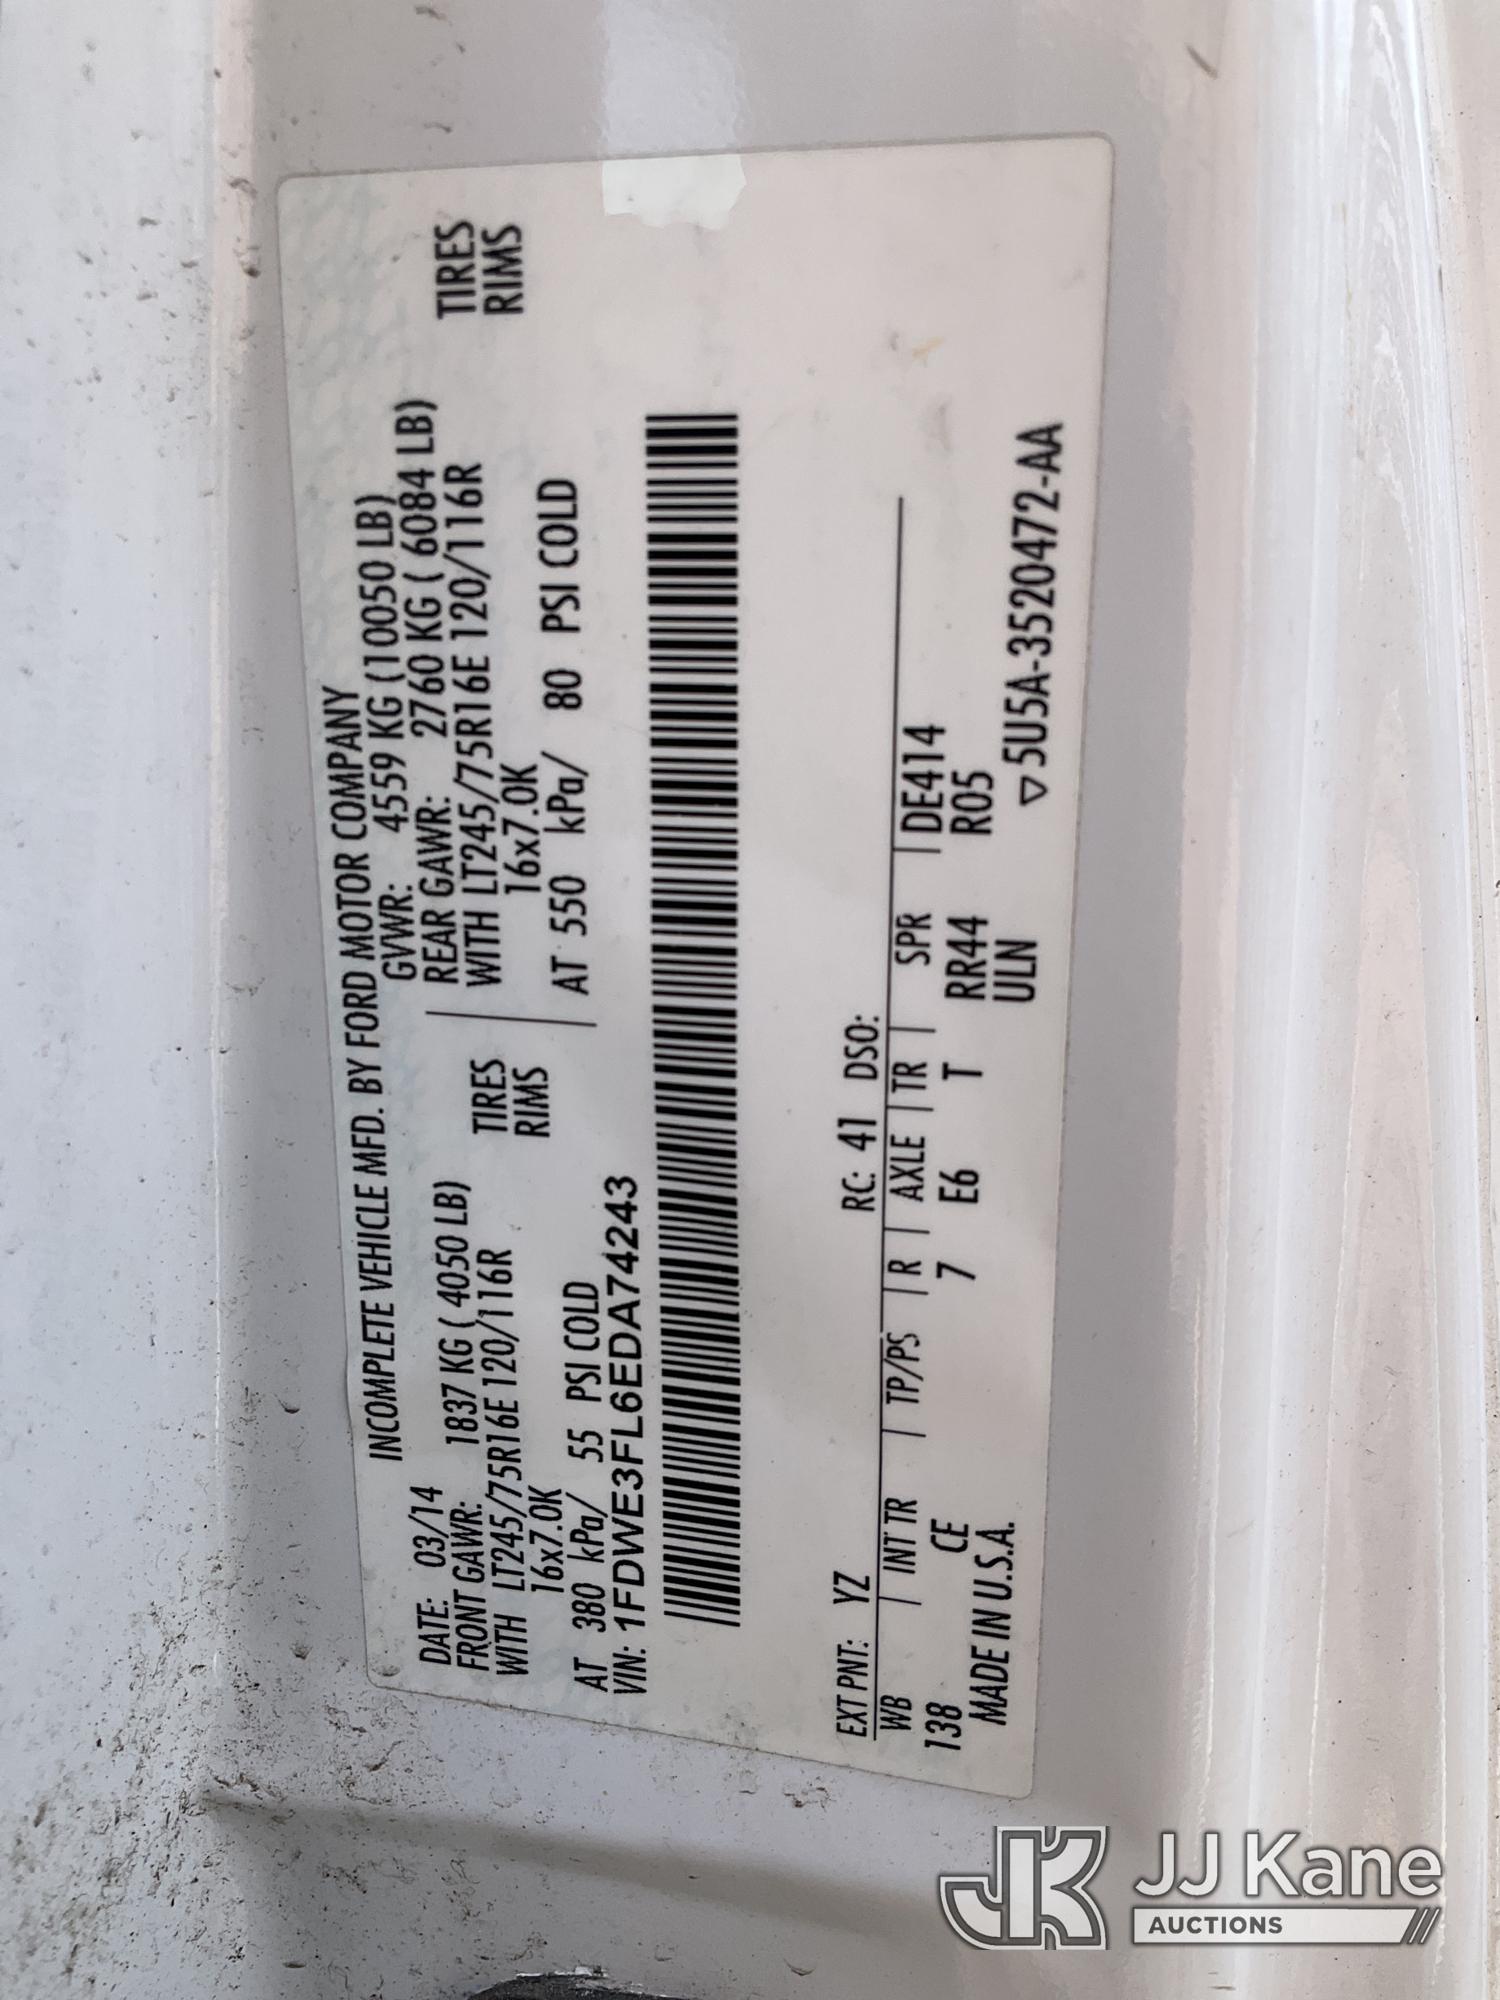 INCOMPLETE VEHICLE MFD. BY FORD MOTOR COMPANY
DATE: 03/14 GVWR: 4559 KG (10050 LB)
FRONT GAWR: 1837 KG ( 4050 LB) REAR GAWR: 2760 KG ( 6084 LB)
WITH LT245/75R16E 120/116R TIRES WITH LT245/75R16E 120/116R TIRES
16x7.0K RIMS 16x7.0K RIMS
AT 380 kPa/ 55 PSI COLD AT 550 kPa/ 80 PSI COLD
VIN: 1FDWE3FL6EDA74243
EXT PNT: YZ RC: 41 DSO:
WB | INT TR | TP/PS | R | AXLE | TR | SPR | DE414
138 CE 7 E6 T RR44 R05
MADE IN U.S.A. ULN
▽5U5A-3520472-AA
JK JJ Kane
AUCTIONS